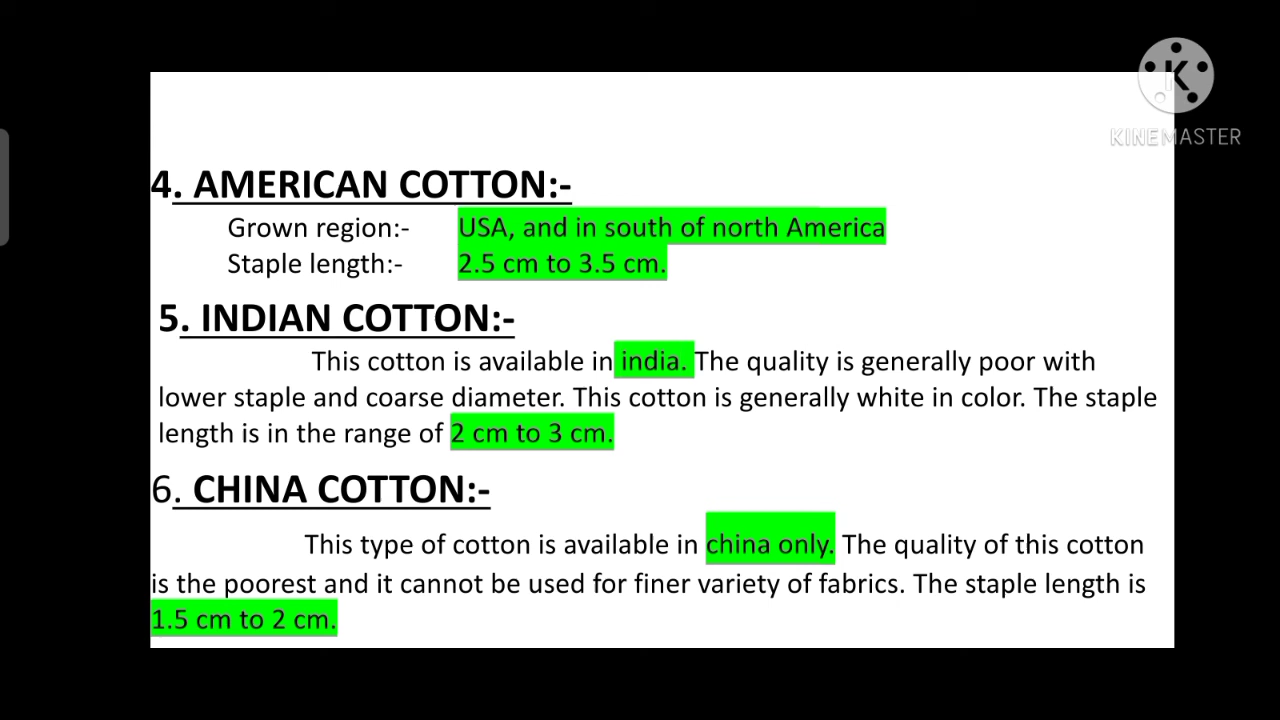 K
KINEMASTER
4. AMERICAN COTTON:-
Grown region:- USA, and in south of north America
Staple length:- 2.5 cm to 3.5 cm.
5. INDIAN COTTON:-
This cotton is available in india. The quality is generally poor with
lower staple and coarse diameter. This cotton is generally white in color. The staple
length is in the range of 2 cm to 3 cm.
6. CHINA COTTON:-
This type of cotton is available in china only. The quality of this cotton
is the poorest and it cannot be used for finer variety of fabrics. The staple length is
1.5 cm to 2 cm.